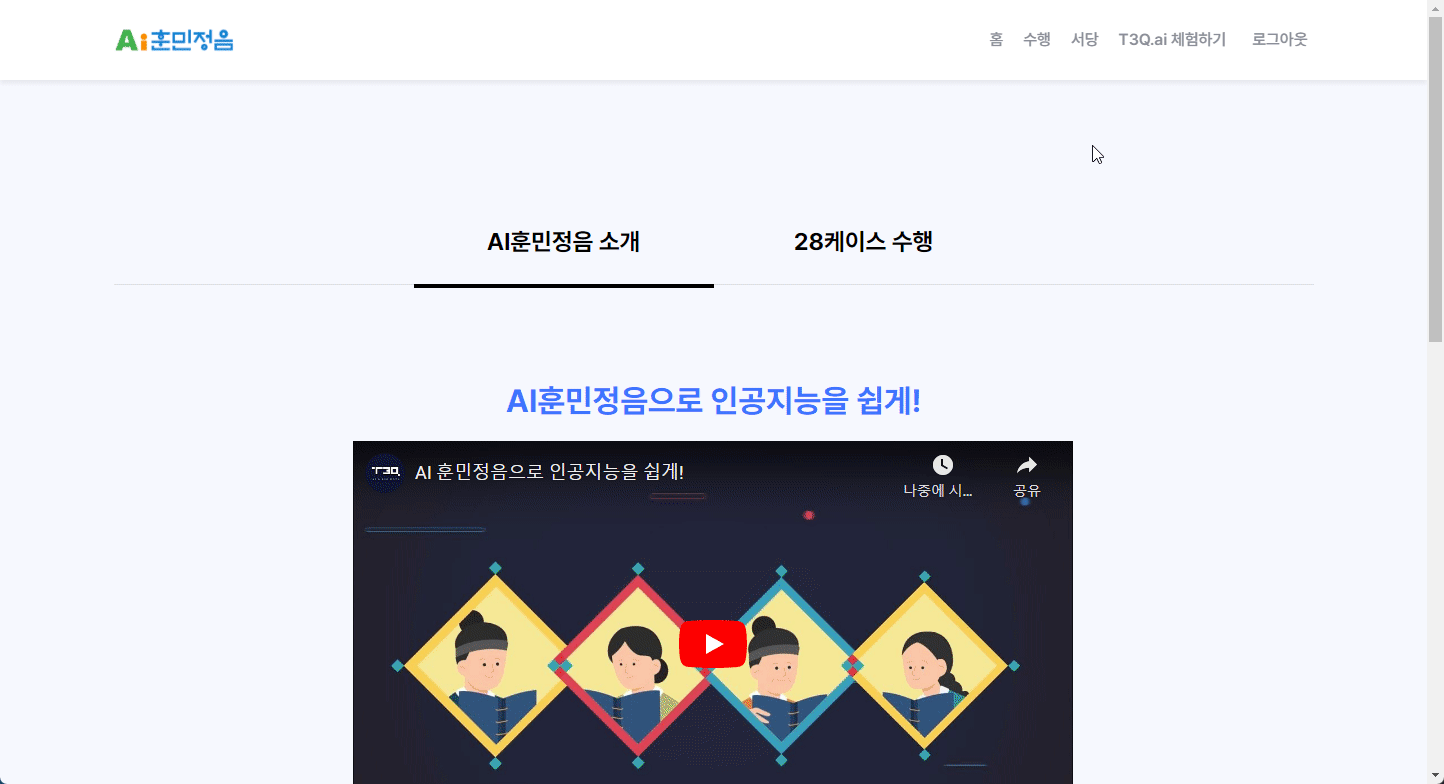 Ai훈민정음
홈 수행 서당 T3Q.ai 체험하기 로그아웃
AI훈민정음 소개 28케이스 수행
AI훈민정음으로 인공지능을 쉽게!
T3Q.
AI 훈민정음으로 인공지능을 쉽게!
나중에 시... 공유